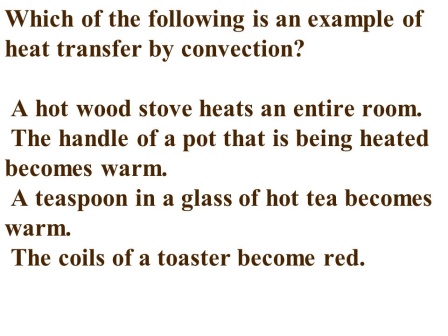 Which of the following is an example of
heat transfer by convection?
A hot wood stove heats an entire room.
The handle of a pot that is being heated
becomes warm.
A teaspoon in a glass of hot tea becomes
warm.
The coils of a toaster become red.